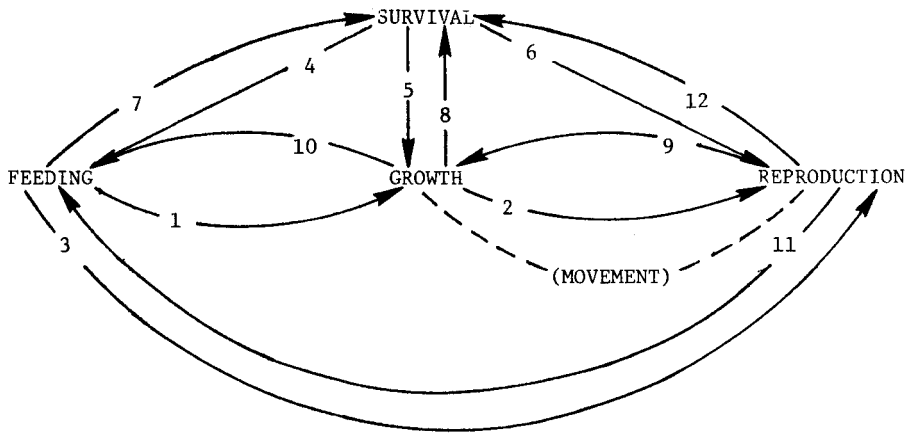 SURVIVAL
4
6
7
5
8
12
10
9
FEEDING
GROWTH
REPRODUCTION
1
2
3
11
(MOVEMENT)